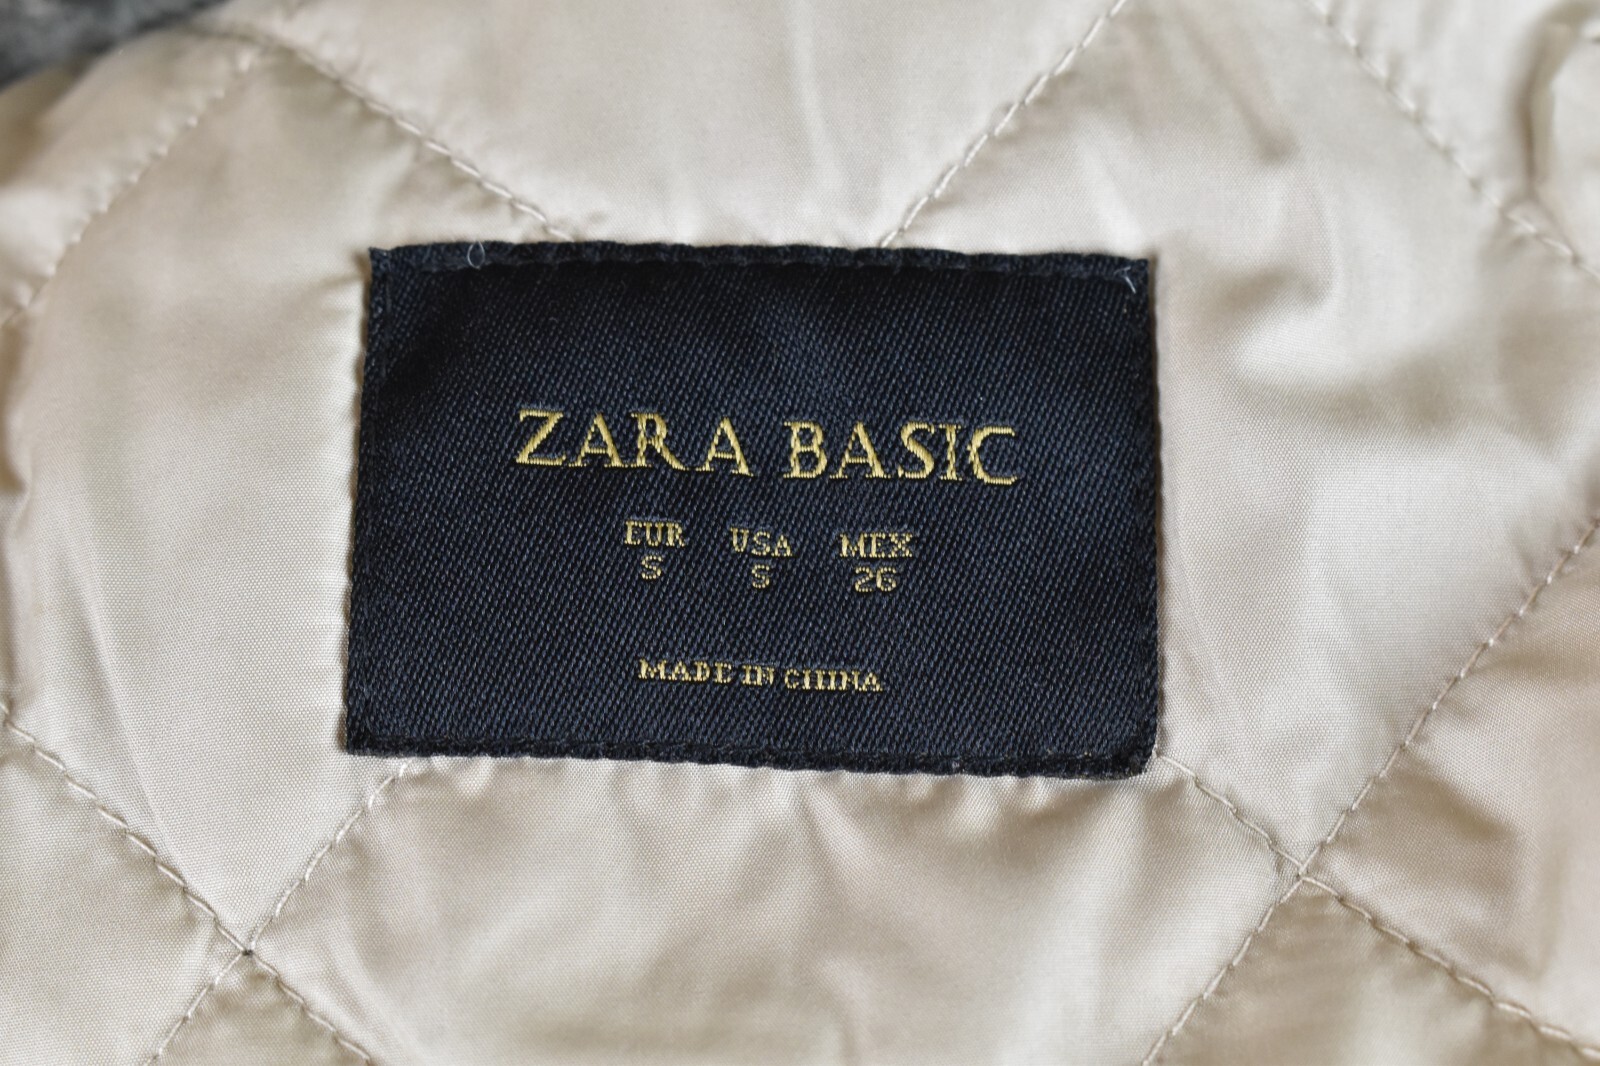 ZARA BASIC
EUR USA MEX
S S 26
MADE IN CHINA